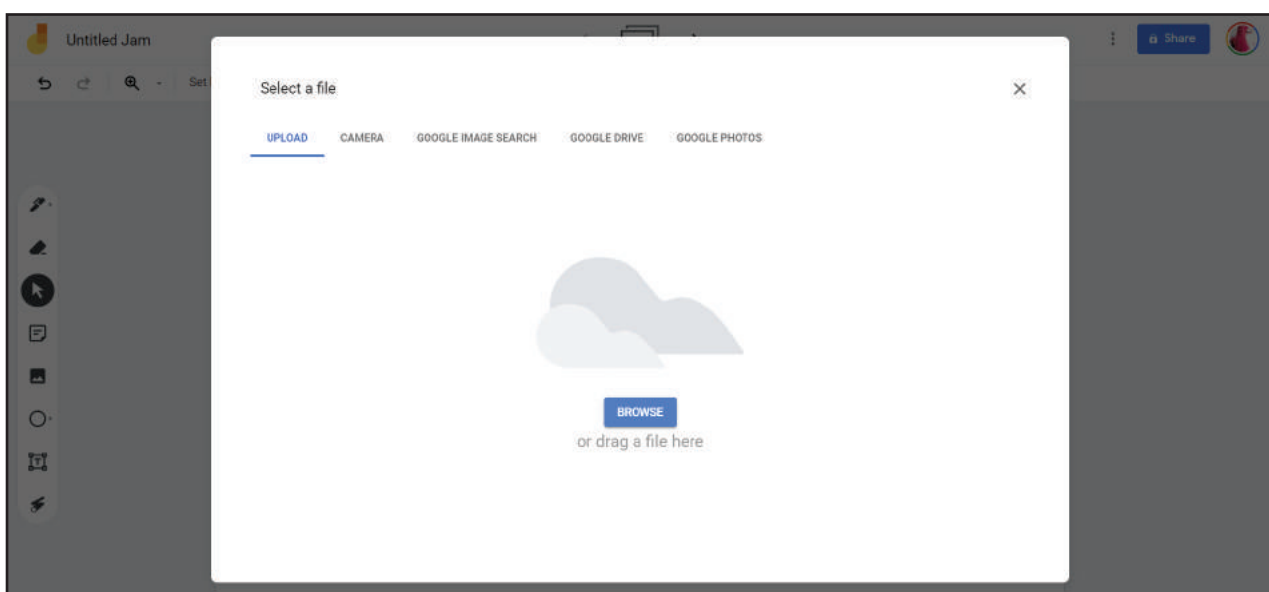 Untitled Jam
Share
Set
Select a file
UPLOAD CAMERA GOOGLE IMAGE SEARCH GOOGLE DRIVE GOOGLE PHOTOS
BROWSE
or drag a file here